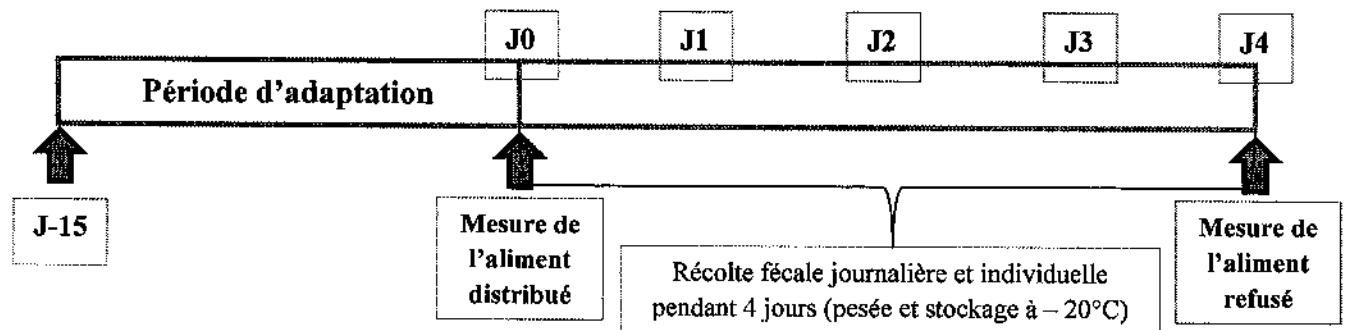 J0 J1 J2 J3 J4
Période d'adaptation
J-15
Mesure de
l'aliment
distribué
Récolte fécale journalière et individuelle
pendant 4 jours (pesée et stockage à – 20°C)
Mesure de
l'aliment
refusé